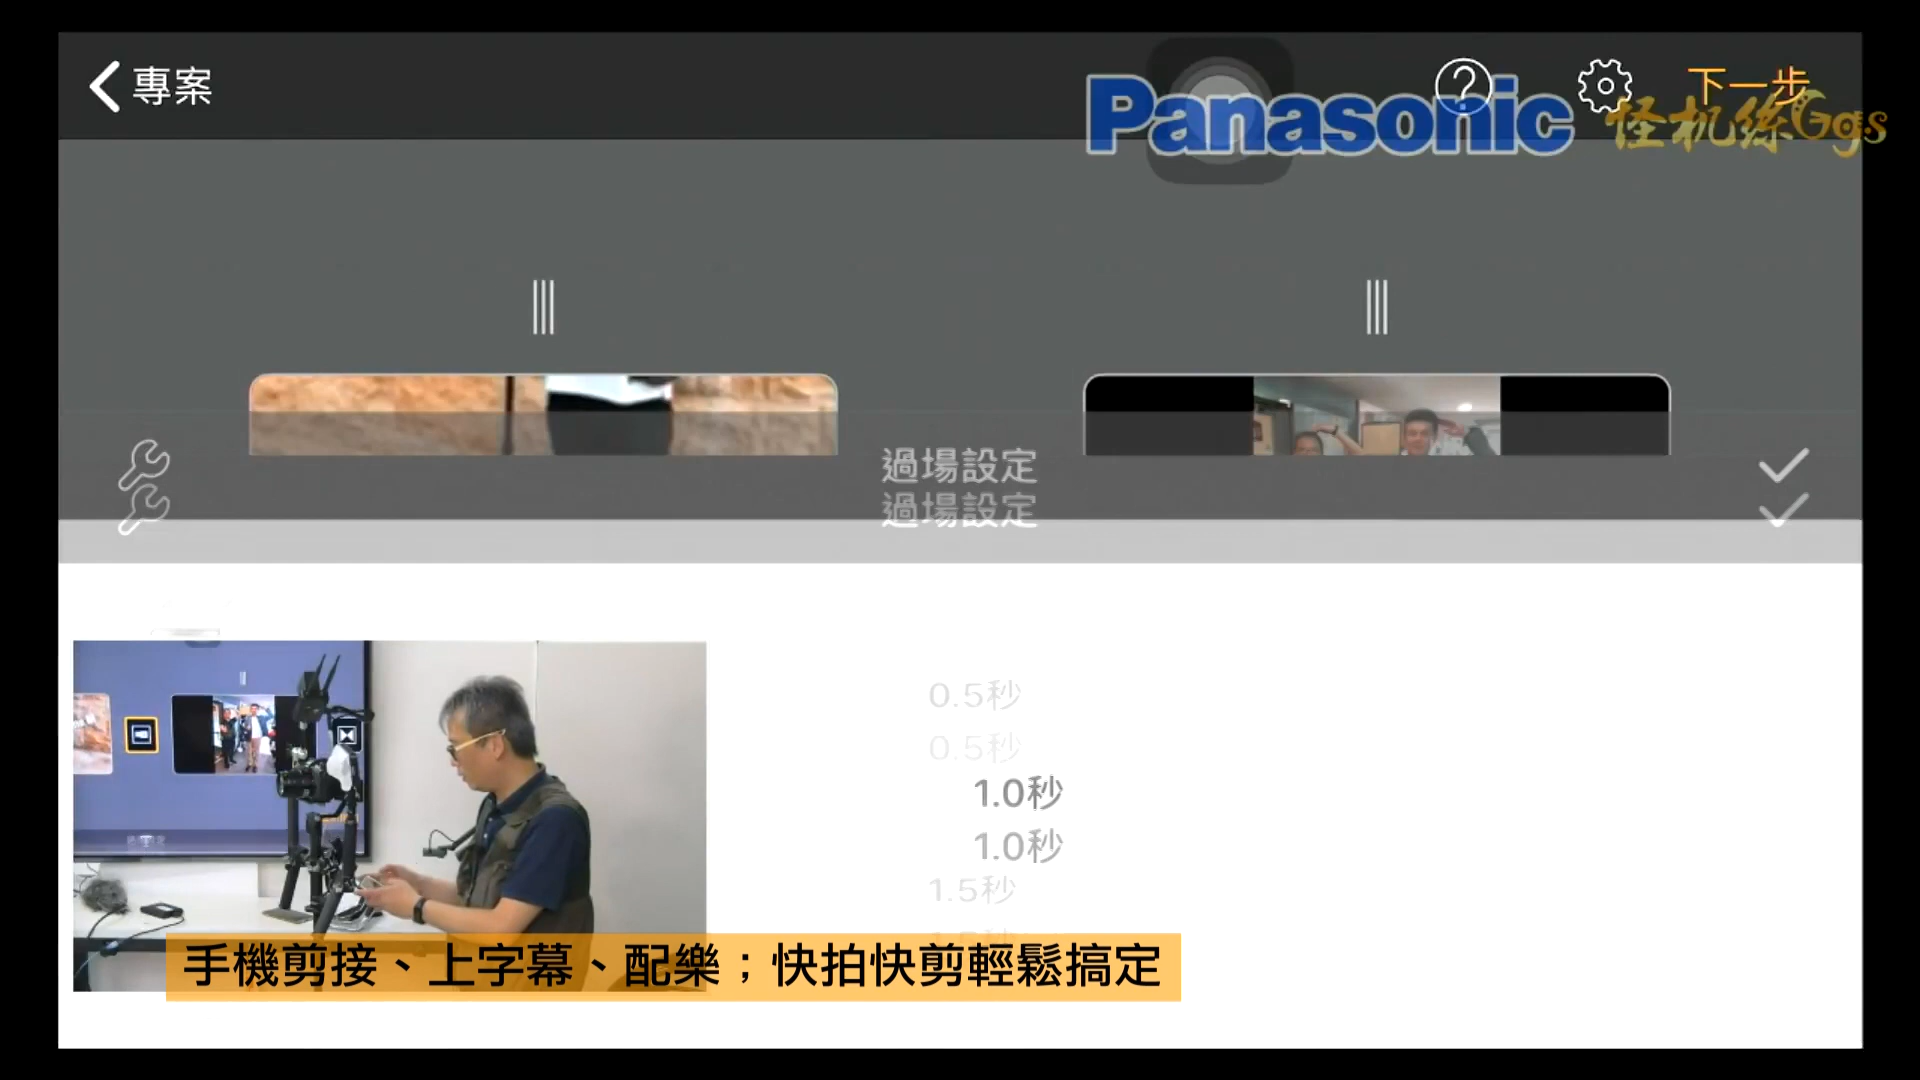 專案
下一步
Panasonic
怪机絲Ggs
過場設定
過場設定
0.5秒
0.5秒
1.0秒
1.0秒
1.5秒
手機剪接、上字幕、配樂；快拍快剪輕鬆搞定